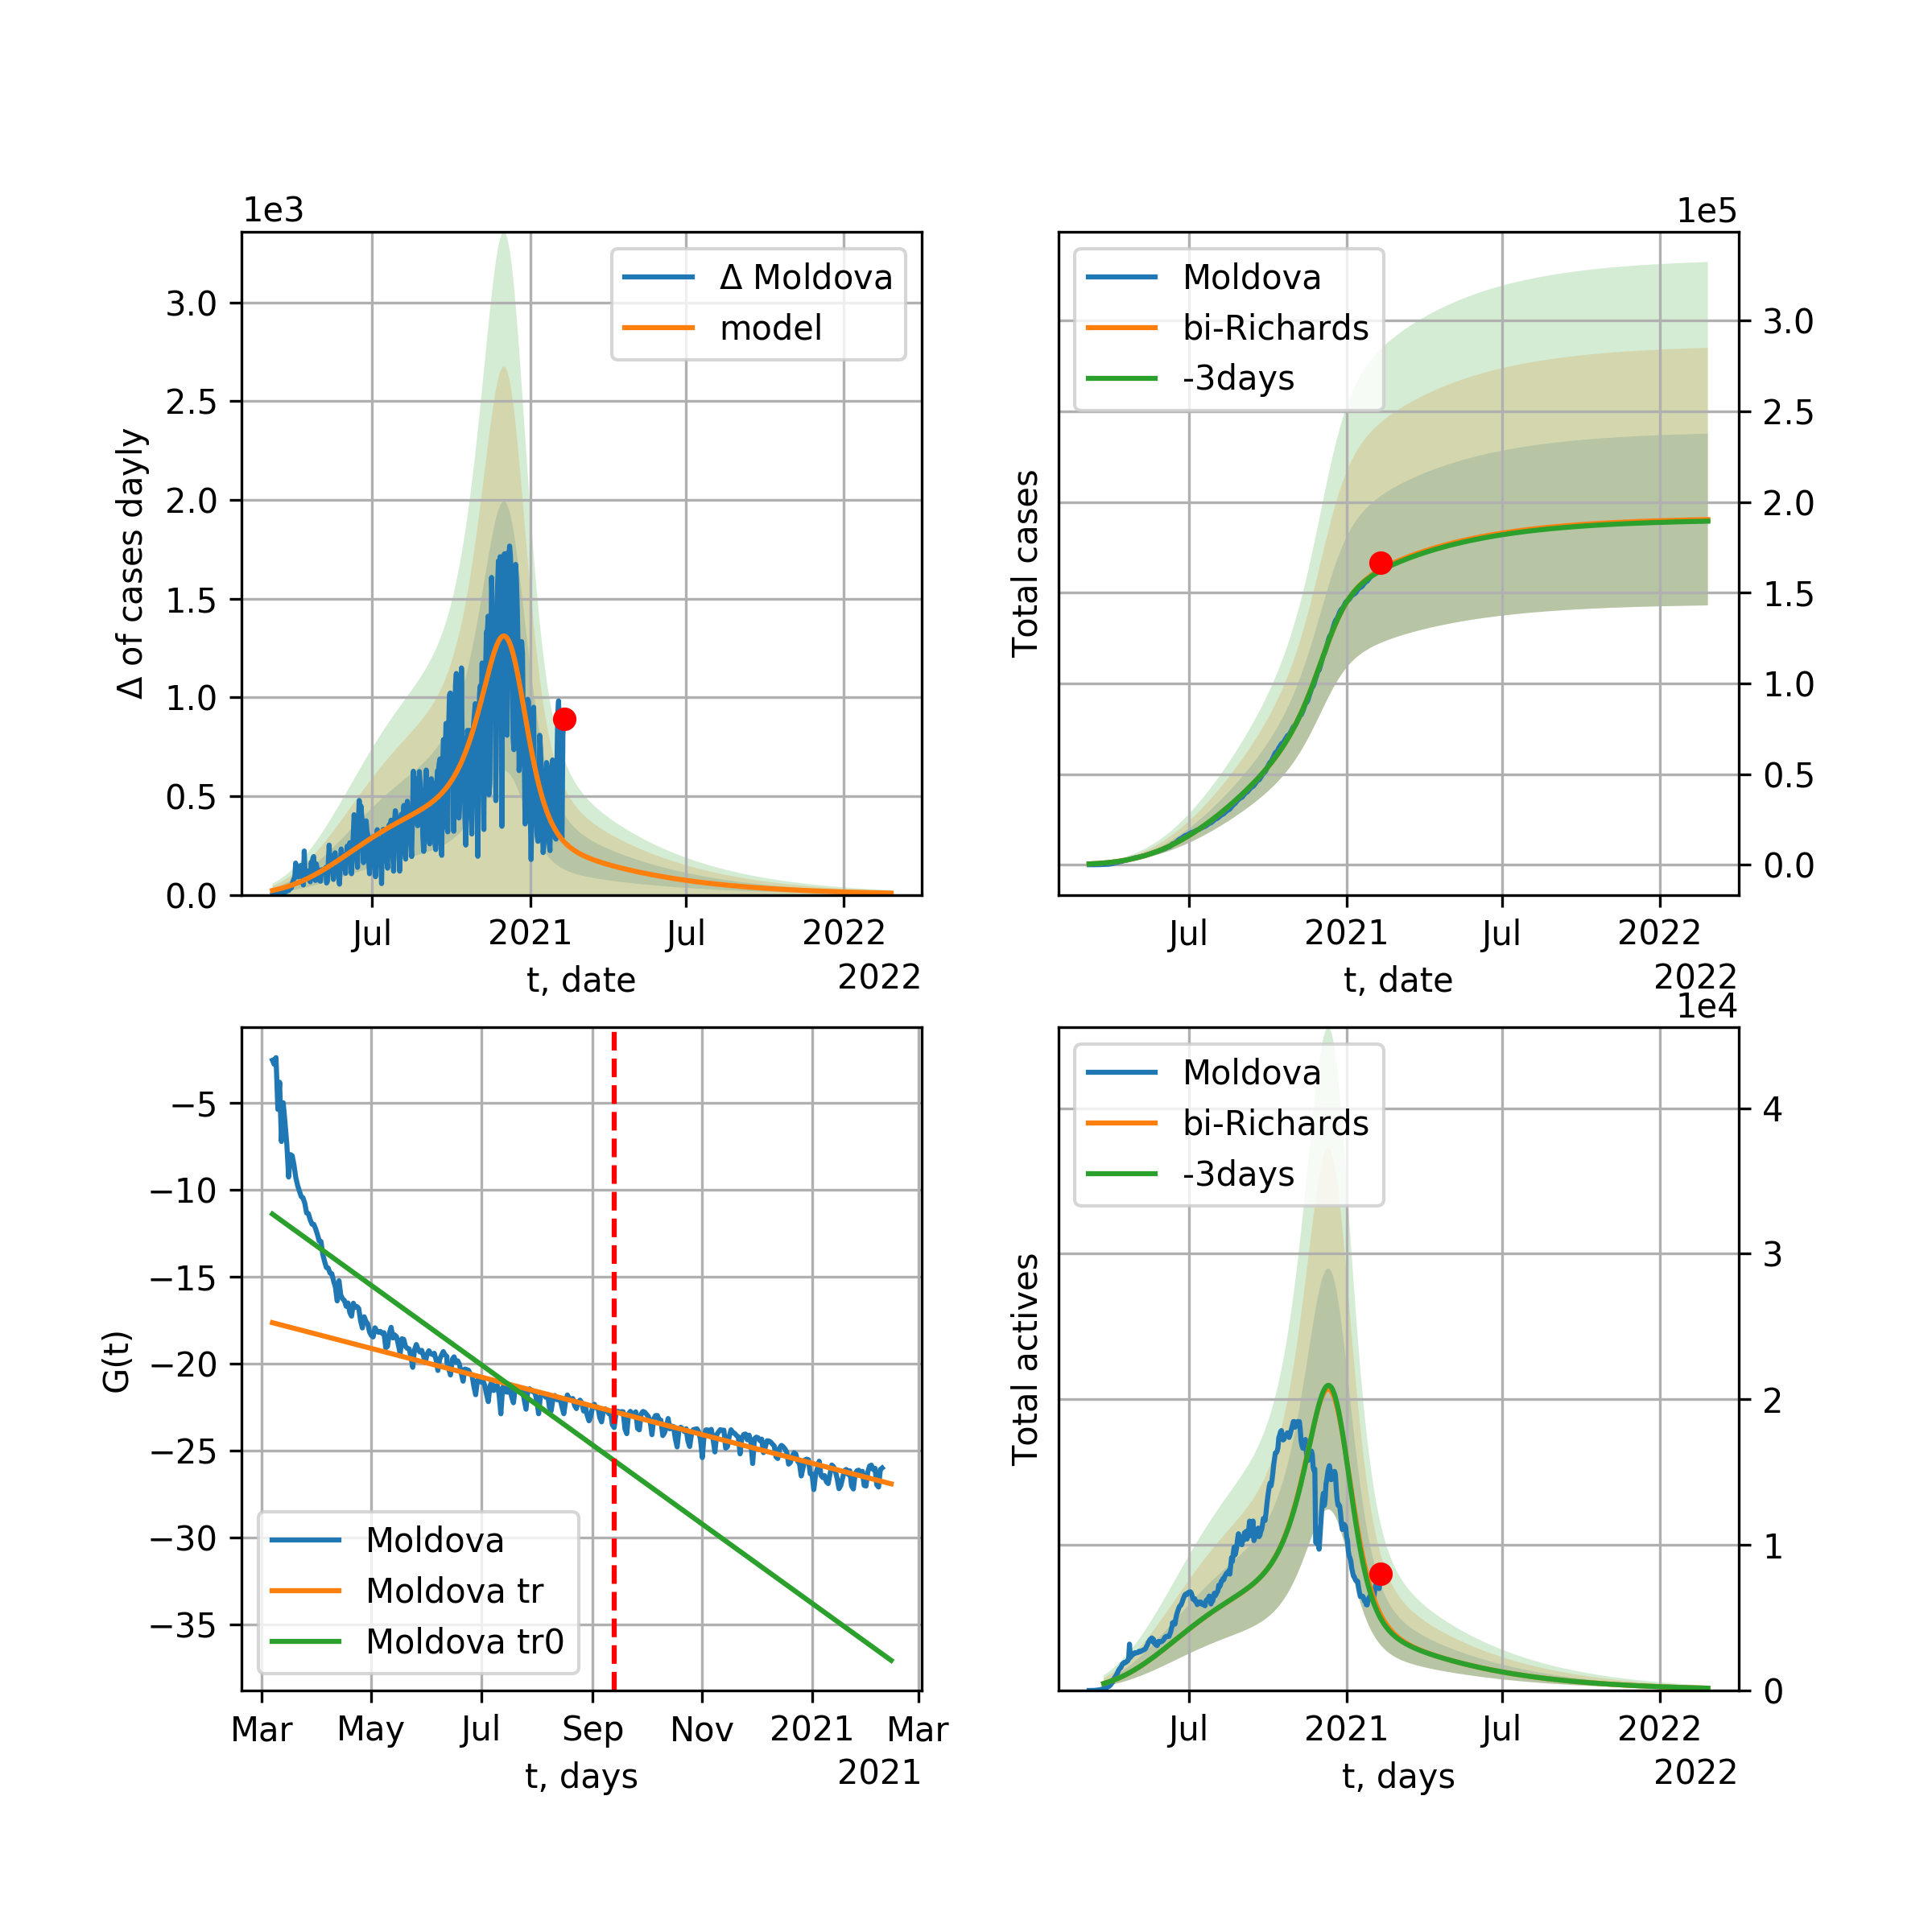 1e3
Δ Moldova
model
3.0
2.5
2.0
1.5
1.0
0.5
0.0
Δ of cases dayly
Jul
2021
Jul
2022
t, date
2022
1e5
Moldova
bi-Richards
-3days
3.0
2.5
2.0
1.5
1.0
0.5
0.0
Total cases
Jul
2021
Jul
2022
t, date
2022
−5
−10
−15
−20
−25
−30
−35
G(t)
Moldova
Moldova tr
Moldova tr0
Mar
May
Jul
Sep
Nov
2021
Mar
t, days
2021
1e4
Moldova
bi-Richards
-3days
4
3
2
1
0
Total actives
Jul
2021
Jul
2022
t, days
2022